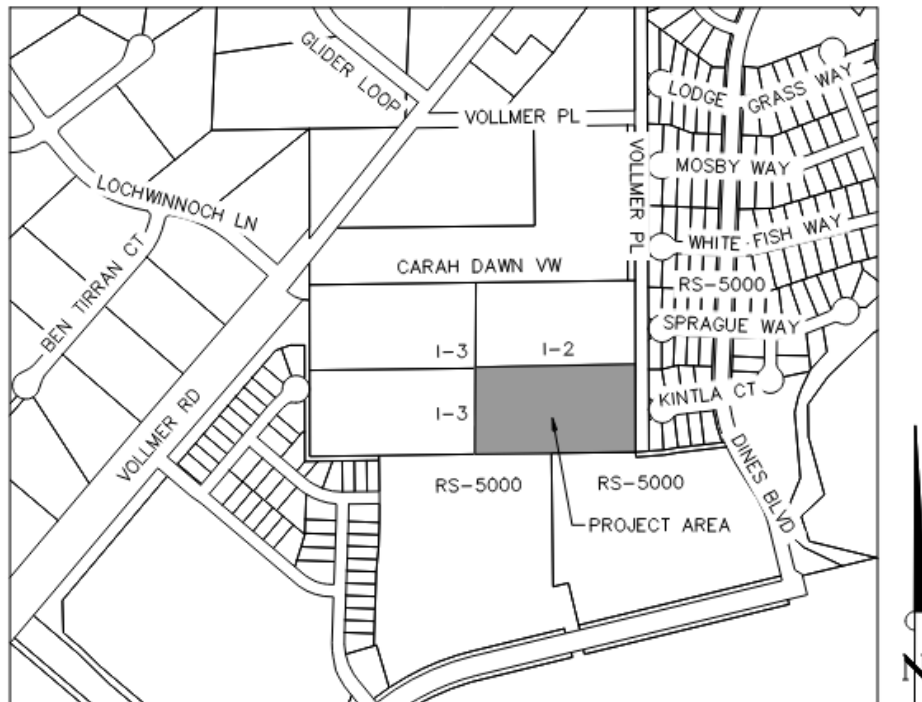 GLIDER LOOP
LODGE GRASS WAY
VOLLMER PL
MOSBY WAY
VOLLMER PL
LOCHWINNOCH LN
WHITE FISH WAY
BEN TIRRAN CT
CARAH DAWN VW
RS-5000
SPRAGUE WAY
I-3
I-2
KINTLA CT
I-3
VOLLMER RD
DINES BLVD
RS-5000
RS-5000
PROJECT AREA
N